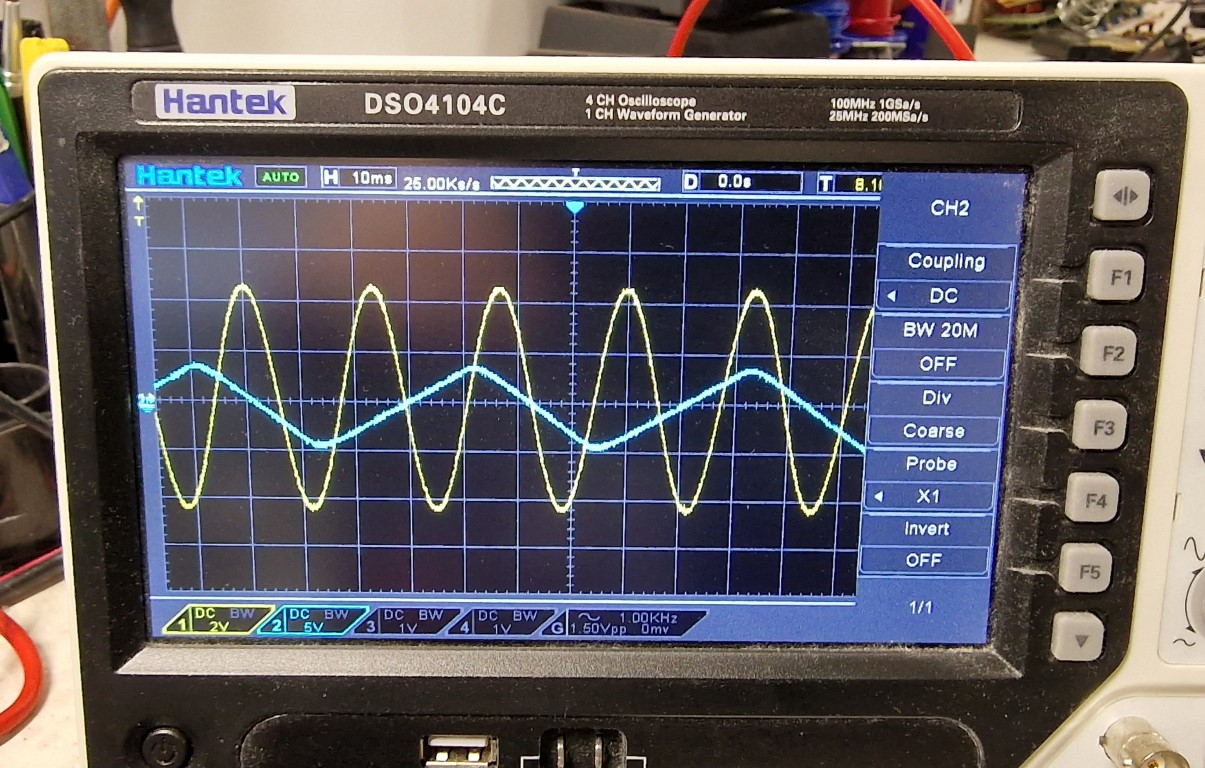 Hantek
DSO4104C
4 CH Oscilloscope
1 CH Waveform Generator
100MHz 1GSa/s
25MHz 200MSa/s
Hantek AUTO H 10ms 25.00Ks/s T D 0.0s T 8.1
T
CH2
Coupling
DC
BW 20M
OFF
Div
Coarse
Probe
X1
Invert
OFF
1/1
1 DC BW 2V
2 DC BW 5V
3 DC BW 1V
4 DC BW 1V
G 1.00KHz
1.50Vpp 0mv
F1
F2
F3
F4
F5